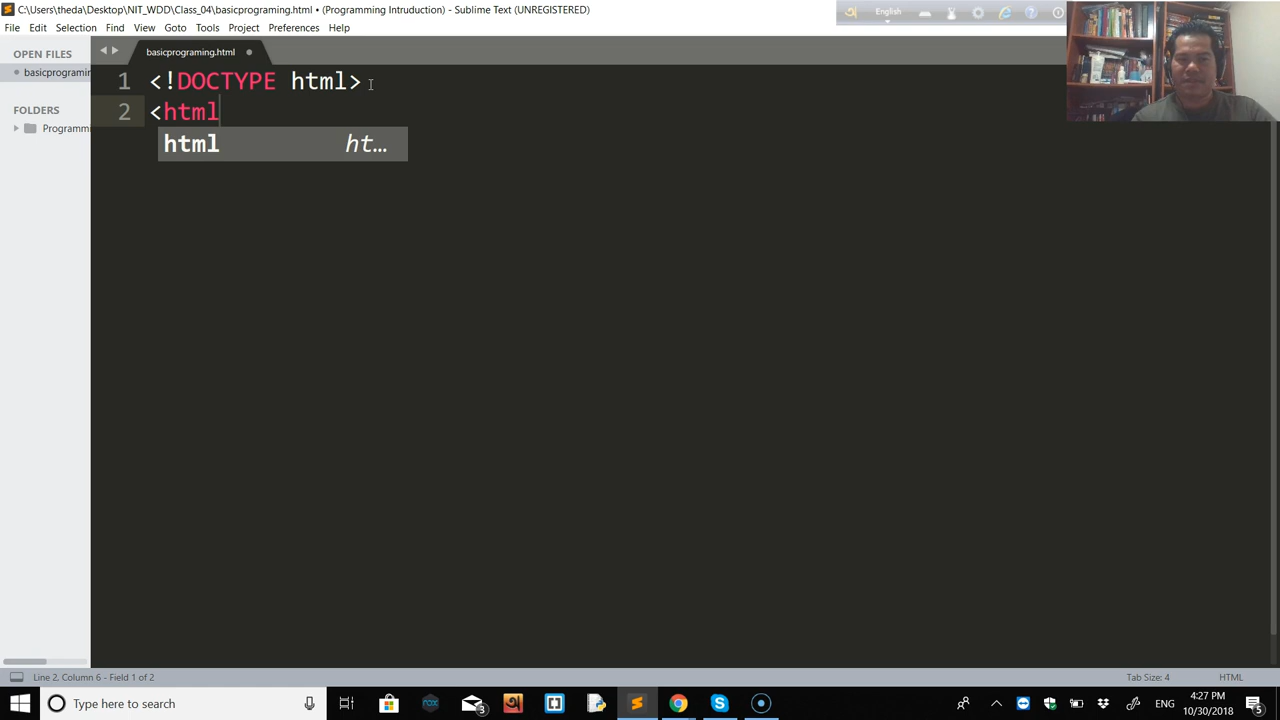 C:\Users\theda\Desktop\NIT_WDD\Class_04\basicprograming.html • (Programming Intruduction) - Sublime Text (UNREGISTERED)
English
File Edit Selection Find View Goto Tools Project Preferences Help
OPEN FILES
basicprogramin
FOLDERS
Programm
basicprograming.html
1 <!DOCTYPE html>
2 <html
html ht…
Line 2, Column 6 - Field 1 of 2
Tab Size: 4
HTML
Type here to search
nox
3
ENG
4:27 PM
10/30/2018
5